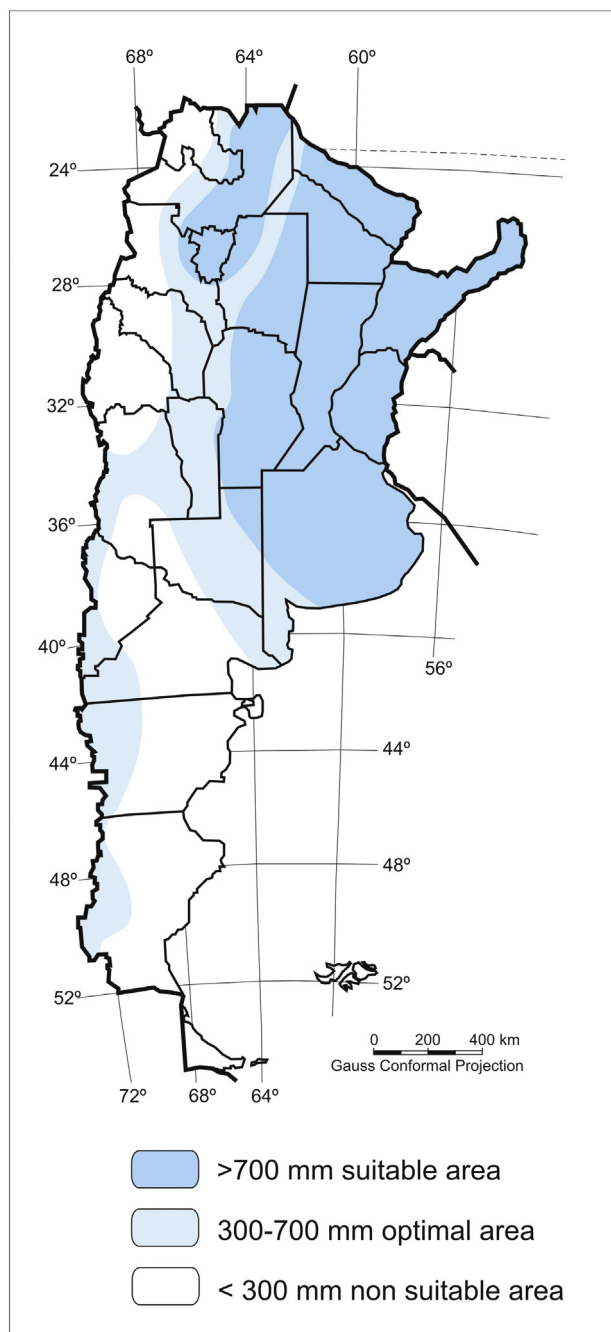 68º 64º 60º
24º
28º
32º
36º
40º
56º
44º 44º
48º 48º
52º 52º
0 200 400 km
Gauss Conformal Projection
72º 68º 64º
>700 mm suitable area
300-700 mm optimal area
< 300 mm non suitable area